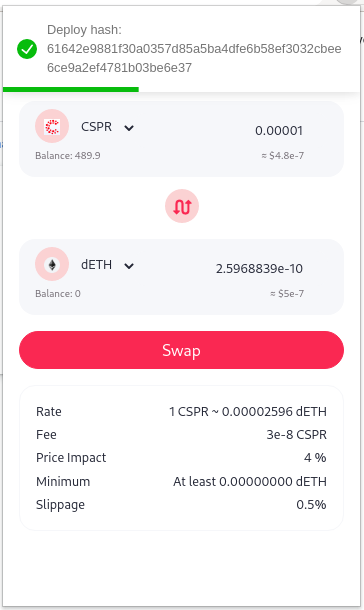 Deploy hash:
61642e9881f30a0357d85a5ba4dfe6b58ef3032cbee
6ce9a2ef4781b03be6e37
CSPR
0.00001
Balance: 489.9
≈ $4.8e-7
dETH
2.5968839e-10
Balance: 0
≈ $5e-7
Swap
Rate 1 CSPR ~ 0.00002596 dETH
Fee 3e-8 CSPR
Price Impact 4 %
Minimum At least 0.00000000 dETH
Slippage 0.5%